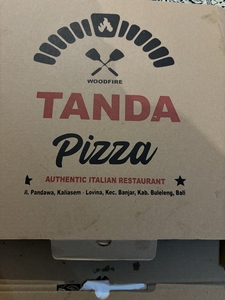 WOODFIRE
TANDA
Pizza
AUTHENTIC ITALIAN RESTAURANT
Jl. Pandawa, Kaliasem - Lovina, Kec. Banjar, Kab. Buleleng, Bali